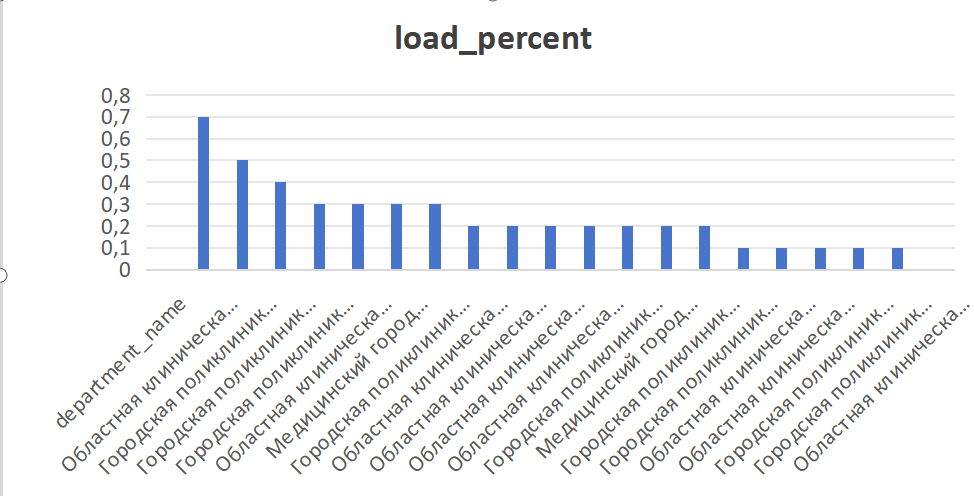 load_percent
0,8
0,7
0,6
0,5
0,4
0,3
0,2
0,1
0
department_name
Областная клиническа…
Городская поликлиник…
Городская поликлиник…
Городская поликлиник…
Областная клиническа…
Медицинский город…
Городская поликлиник…
Областная клиническа…
Областная клиническа…
Областная клиническа…
Областная клиническа…
Городская поликлиник…
Медицинский город…
Городская поликлиник…
Городская поликлиник…
Областная клиническа…
Областная клиническа…
Городская поликлиник…
Городская поликлиник…
Областная клиническа…